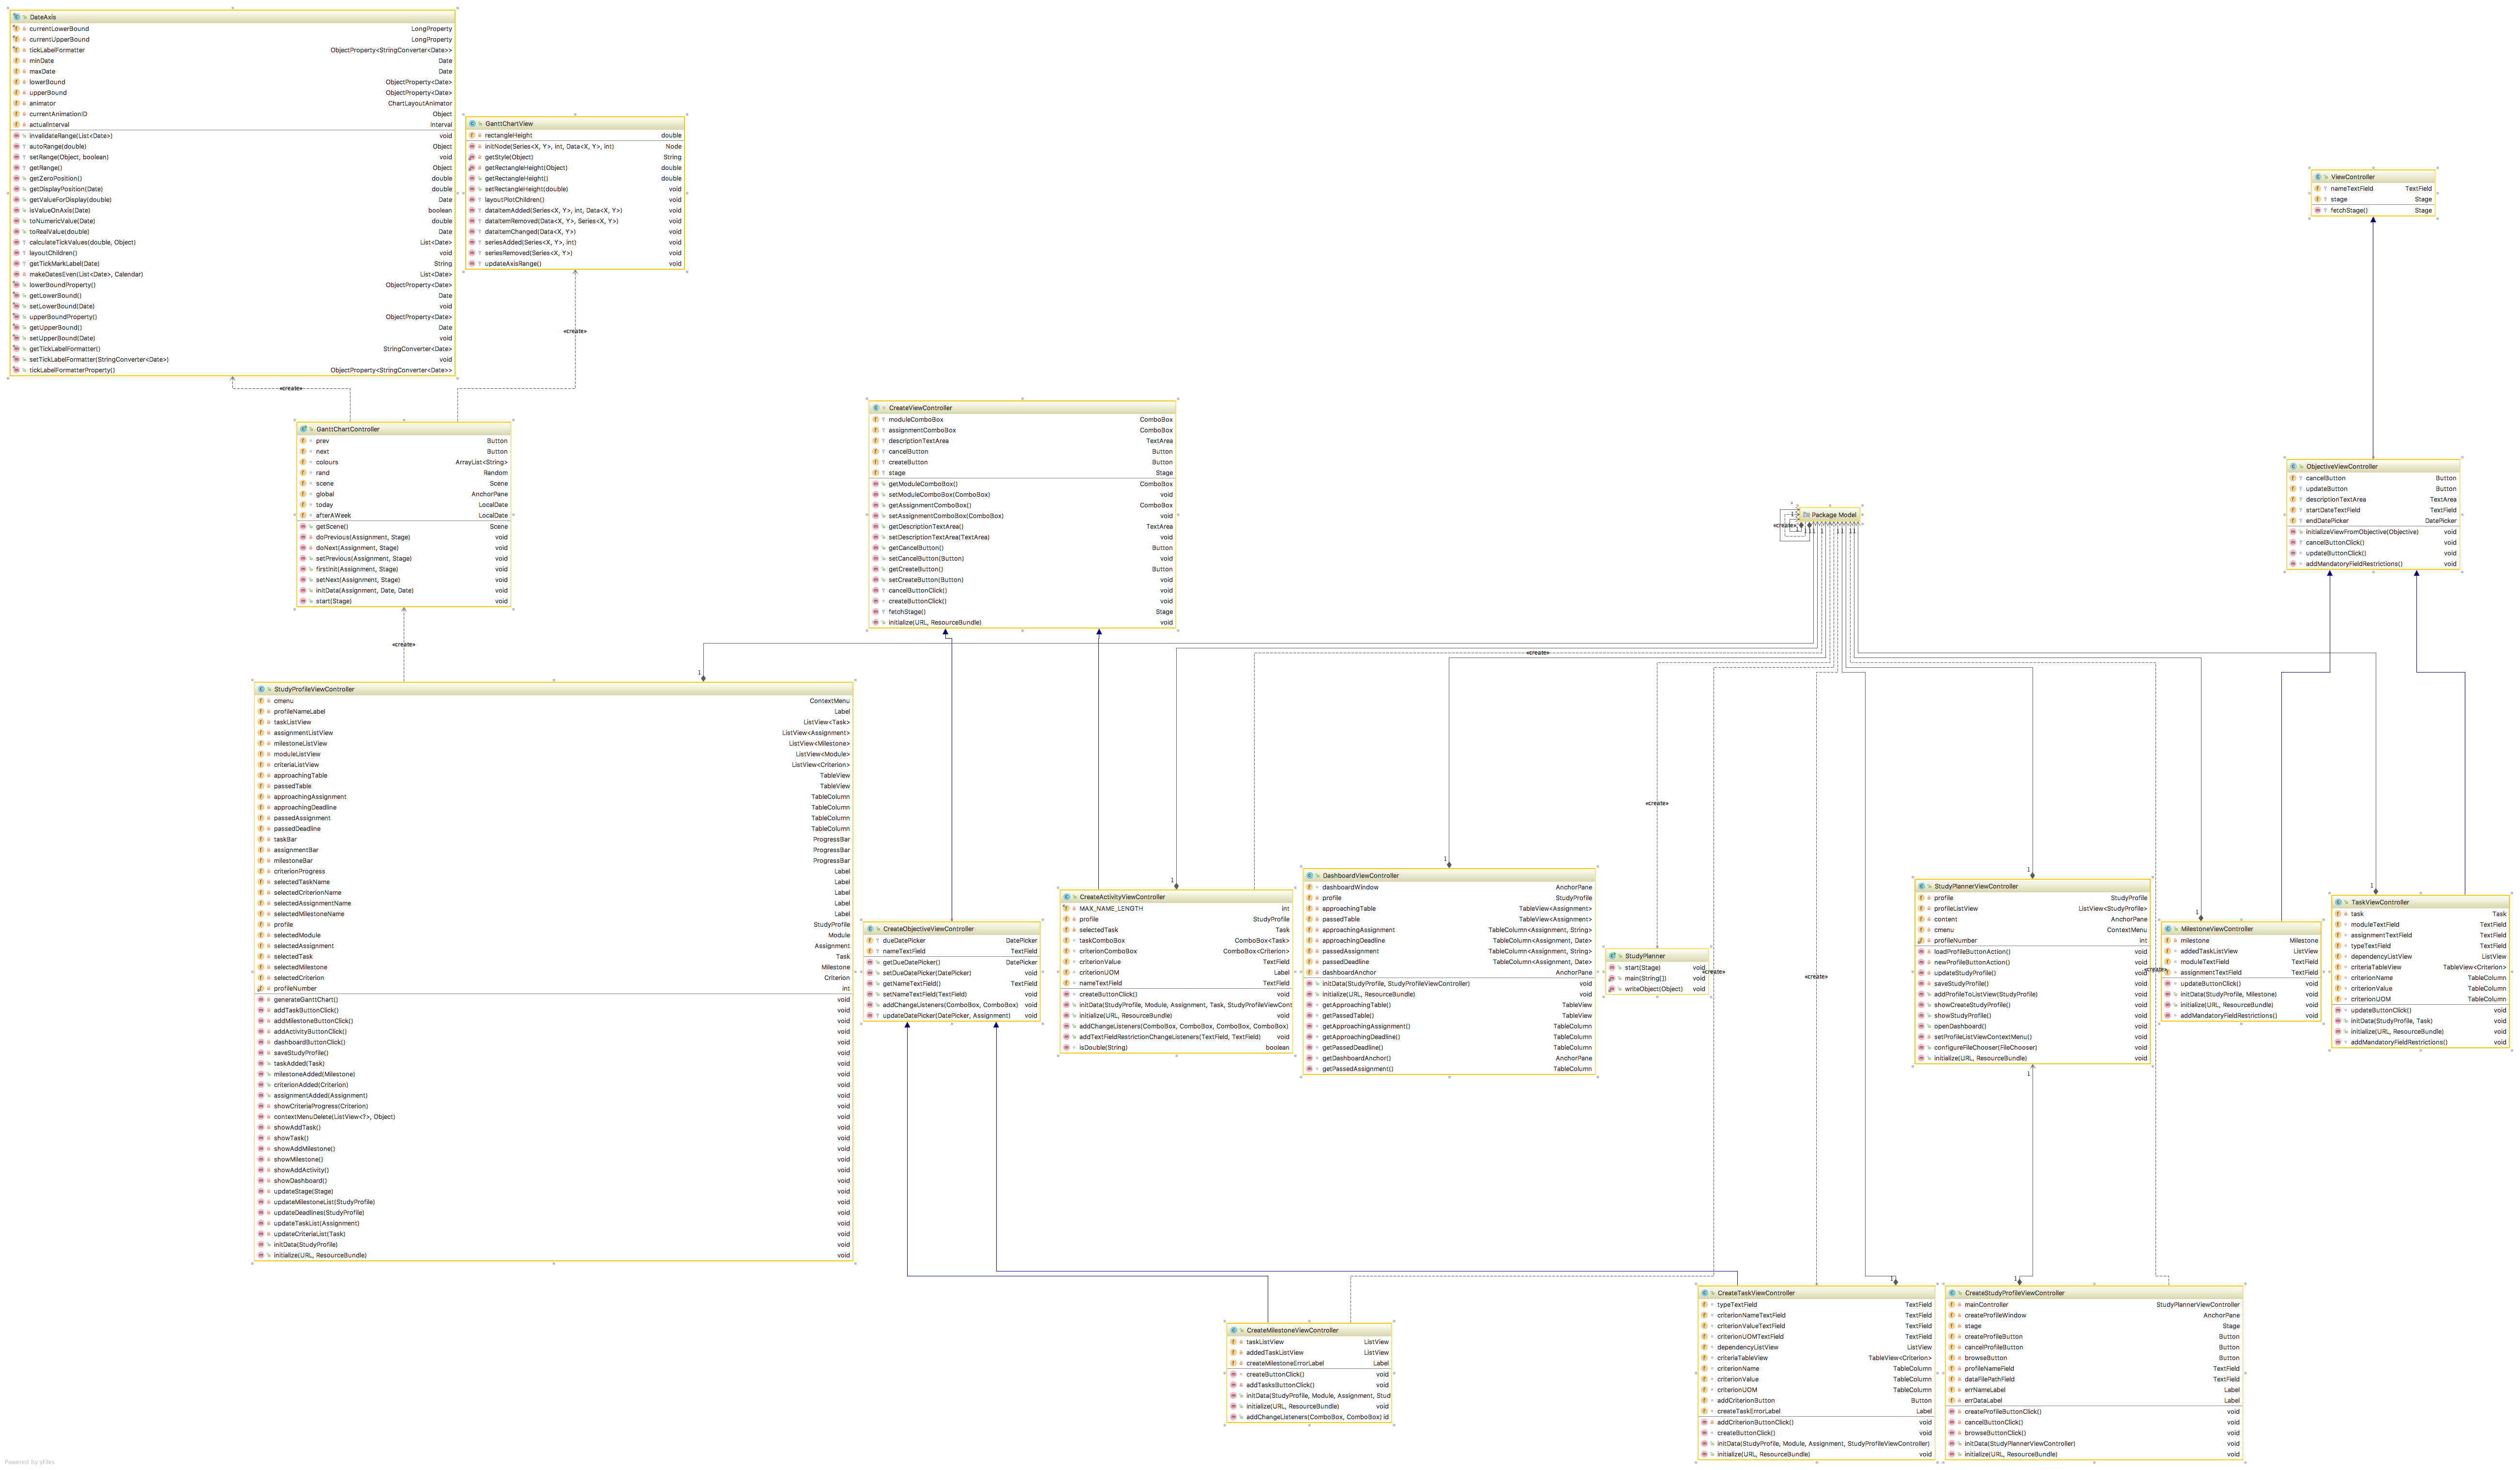 DateAxis
currentLowerBound LongProperty
currentUpperBound LongProperty
tickLabelFormatter ObjectProperty<StringConverter<Date>>
minDate Date
maxDate Date
lowerBound ObjectProperty<Date>
upperBound ObjectProperty<Date>
animator ChartLayoutAnimator
currentAnimationID Object
actualInterval Interval
invalidateRange(List<Date>) void
autoRange(double) Object
setRange(Object, boolean) void
getRange() Object
getZeroPosition() double
getDisplayPosition(Date) double
getValueForDisplay(double) Date
isValueOnAxis(Date) boolean
toNumericValue(Date) double
toRealValue(double) Date
calculateTickValues(double, Object) List<Date>
layoutChildren() void
getTickMarkLabel(Date) String
makeDatesEven(List<Date>, Calendar) List<Date>
lowerBoundProperty() ObjectProperty<Date>
getLowerBound() Date
setLowerBound(Date) void
upperBoundProperty() ObjectProperty<Date>
getUpperBound() Date
setUpperBound(Date) void
getTickLabelFormatter() StringConverter<Date>
setTickLabelFormatter(StringConverter<Date>) void
tickLabelFormatterProperty() ObjectProperty<StringConverter<Date>>
GanttChartView
rectangleHeight double
initNode(Series<X, Y>, int, Data<X, Y>, int) Node
getStyle(Object) String
getRectangleHeight(Object) double
getRectangleHeight() double
setRectangleHeight(double) void
layoutPlotChildren() void
dataItemAdded(Series<X, Y>, int, Data<X, Y>) void
dataItemRemoved(Data<X, Y>, Series<X, Y>) void
dataItemChanged(Data<X, Y>) void
seriesAdded(Series<X, Y>, int) void
seriesRemoved(Series<X, Y>) void
updateAxisRange() void
ViewController
nameTextField TextField
stage Stage
fetchStage() Stage
«create»
«create»
GanttChartController
prev Button
next Button
colours ArrayList<String>
rand Random
scene Scene
global AnchorPane
today LocalDate
afterAWeek LocalDate
getScene() Scene
doPrevious(Assignment, Stage) void
doNext(Assignment, Stage) void
setPrevious(Assignment, Stage) void
firstInit(Assignment, Stage) void
setNext(Assignment, Stage) void
initData(Assignment, Date, Date) void
start(Stage) void
CreateViewController
moduleComboBox ComboBox
assignmentComboBox ComboBox
descriptionTextArea TextArea
cancelButton Button
createButton Button
stage Stage
getModuleComboBox() ComboBox
setModuleComboBox(ComboBox) void
getAssignmentComboBox() ComboBox
setAssignmentComboBox(ComboBox) void
getDescriptionTextArea() TextArea
setDescriptionTextArea(TextArea) void
getCancelButton() Button
setCancelButton(Button) void
getCreateButton() Button
setCreateButton(Button) void
cancelButtonClick() void
createButtonClick() void
fetchStage() Stage
initialize(URL, ResourceBundle) void
Package Model
«create»
ObjectiveViewController
cancelButton Button
updateButton Button
descriptionTextArea TextArea
startDateTextField TextField
endDatePicker DatePicker
initializeViewFromObjective(Objective) void
cancelButtonClick() void
updateButtonClick() void
addMandatoryFieldRestrictions() void
«create»
«create»
StudyProfileViewController
cmenu ContextMenu
profileNameLabel Label
taskListView ListView<Task>
assignmentListView ListView<Assignment>
milestoneListView ListView<Milestone>
moduleListView ListView<Module>
criteriaListView ListView<Criterion>
approachingTable TableView
passedTable TableView
approachingAssignment TableColumn
approachingDeadline TableColumn
passedAssignment TableColumn
passedDeadline TableColumn
taskBar ProgressBar
assignmentBar ProgressBar
milestoneBar ProgressBar
criterionProgress Label
selectedTaskName Label
selectedCriterionName Label
selectedAssignmentName Label
selectedMilestoneName Label
profile StudyProfile
selectedModule Module
selectedAssignment Assignment
selectedTask Task
selectedMilestone Milestone
selectedCriterion Criterion
profileNumber int
generateGanttChart() void
addTaskButtonClick() void
addMilestoneButtonClick() void
addActivityButtonClick() void
dashboardButtonClick() void
saveStudyProfile() void
taskAdded(Task) void
milestoneAdded(Milestone) void
criterionAdded(Criterion) void
assignmentAdded(Assignment) void
showCriteriaProgress(Criterion) void
contextMenuDelete(ListView<?>, Object) void
showAddTask() void
showTask() void
showAddMilestone() void
showMilestone() void
showAddActivity() void
showDashboard() void
updateStage(Stage) void
updateMilestoneList(StudyProfile) void
updateDeadlines(StudyProfile) void
updateTaskList(Assignment) void
updateCriteriaList(Task) void
initData(StudyProfile) void
initialize(URL, ResourceBundle) void
CreateObjectiveViewController
dueDatePicker DatePicker
nameTextField TextField
getDueDatePicker() DatePicker
setDueDatePicker(DatePicker) void
getNameTextField() TextField
setNameTextField(TextField) void
addChangeListeners(ComboBox, ComboBox) void
updateDatePicker(DatePicker, Assignment) void
CreateActivityViewController
MAX_NAME_LENGTH int
profile StudyProfile
selectedTask Task
taskComboBox ComboBox<Task>
criterionComboBox ComboBox<Criterion>
criterionValue TextField
criterionUOM Label
nameTextField TextField
createButtonClick() void
initData(StudyProfile, Module, Assignment, Task, StudyProfileViewCont
initialize(URL, ResourceBundle) void
addChangeListeners(ComboBox, ComboBox, ComboBox, ComboBox)
addTextFieldRestrictionChangeListeners(TextField, TextField) void
isDouble(String) boolean
DashboardViewController
dashboardWindow AnchorPane
profile StudyProfile
approachingTable TableView<Assignment>
passedTable TableView<Assignment>
approachingAssignment TableColumn<Assignment, String>
approachingDeadline TableColumn<Assignment, Date>
passedAssignment TableColumn<Assignment, String>
passedDeadline TableColumn<Assignment, Date>
dashboardAnchor AnchorPane
initData(StudyProfile, StudyProfileViewController) void
initialize(URL, ResourceBundle) void
getApproachingTable() TableView
getPassedTable() TableView
getApproachingAssignment() TableColumn
getApproachingDeadline() TableColumn
getPassedDeadline() TableColumn
getDashboardAnchor() AnchorPane
getPassedAssignment() TableColumn
«create»
StudyPlanner
start(Stage) void
main(String[]) void
writeObject(Object) void
«create»
«create»
StudyPlannerViewController
profile StudyProfile
profileListView ListView<StudyProfile>
content AnchorPane
cmenu ContextMenu
profileNumber int
loadProfileButtonAction() void
newProfileButtonAction() void
updateStudyProfile() void
saveStudyProfile() void
addProfileToListView(StudyProfile) void
showCreateStudyProfile() void
showStudyProfile() void
openDashboard() void
setProfileListViewContextMenu() void
configureFileChooser(FileChooser) void
initialize(URL, ResourceBundle) void
«create»
MilestoneViewController
milestone Milestone
addedTaskListView ListView
moduleTextField TextField
assignmentTextField TextField
updateButtonClick() void
initData(StudyProfile, Milestone) void
initialize(URL, ResourceBundle) void
addMandatoryFieldRestrictions() void
TaskViewController
task Task
moduleTextField TextField
assignmentTextField TextField
typeTextField TextField
dependencyListView ListView
criteriaTableView TableView<Criterion>
criterionName TableColumn
criterionValue TableColumn
criterionUOM TableColumn
updateButtonClick() void
initData(StudyProfile, Task) void
initialize(URL, ResourceBundle) void
addMandatoryFieldRestrictions() void
CreateMilestoneViewController
taskListView ListView
addedTaskListView ListView
createMilestoneErrorLabel Label
createButtonClick() void
addTasksButtonClick() void
initData(StudyProfile, Module, Assignment, Stud
initialize(URL, ResourceBundle) void
addChangeListeners(ComboBox, ComboBox) id
CreateTaskViewController
typeTextField TextField
criterionNameTextField TextField
criterionValueTextField TextField
criterionUOMTextField TextField
dependencyListView ListView
criteriaTableView TableView<Criterion>
criterionName TableColumn
criterionValue TableColumn
criterionUOM TableColumn
addCriterionButton Button
createTaskErrorLabel Label
addCriterionButtonClick() void
createButtonClick() void
initData(StudyProfile, Module, Assignment, StudyProfileViewController)
initialize(URL, ResourceBundle) void
CreateStudyProfileViewController
mainController StudyPlannerViewController
createProfileWindow AnchorPane
stage Stage
createProfileButton Button
cancelProfileButton Button
browseButton Button
profileNameField TextField
dataFilePathField TextField
errNameLabel Label
errDataLabel Label
createProfileButtonClick() void
cancelButtonClick() void
browseButtonClick() void
initData(StudyPlannerViewController) void
initialize(URL, ResourceBundle) void
Powered by yFiles